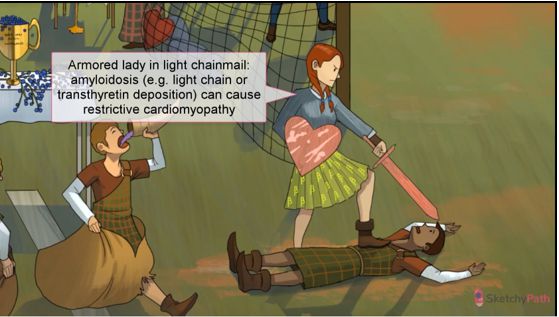 Armored lady in light chainmail:
amyloidosis (e.g. light chain or
transthyretin deposition) can cause
restrictive cardiomyopathy
SketchyPath